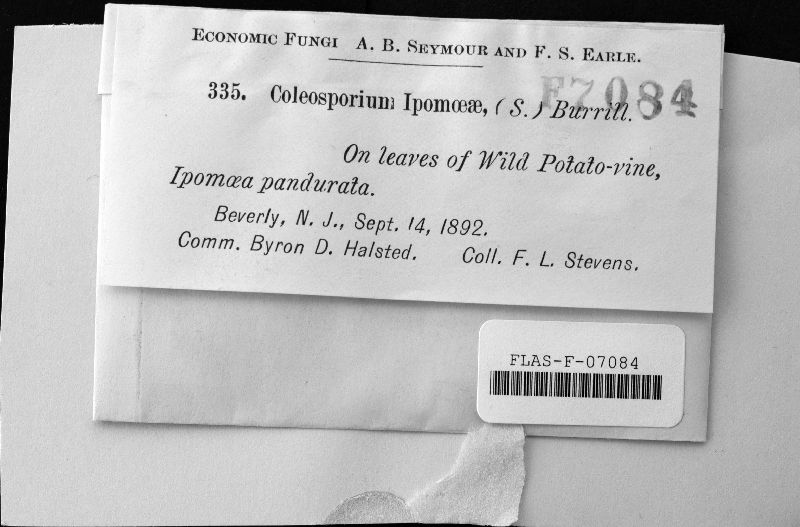 Economic Fungi A. B. Seymour and F. S. Earle.
F7084
335. Coleosporium Ipomœæ, (S.) Burrill.
On leaves of Wild Potato-vine,
Ipomœa pandurata.
Beverly, N. J., Sept. 14, 1892.
Comm. Byron D. Halsted. Coll. F. L. Stevens.
FLAS-F-07084